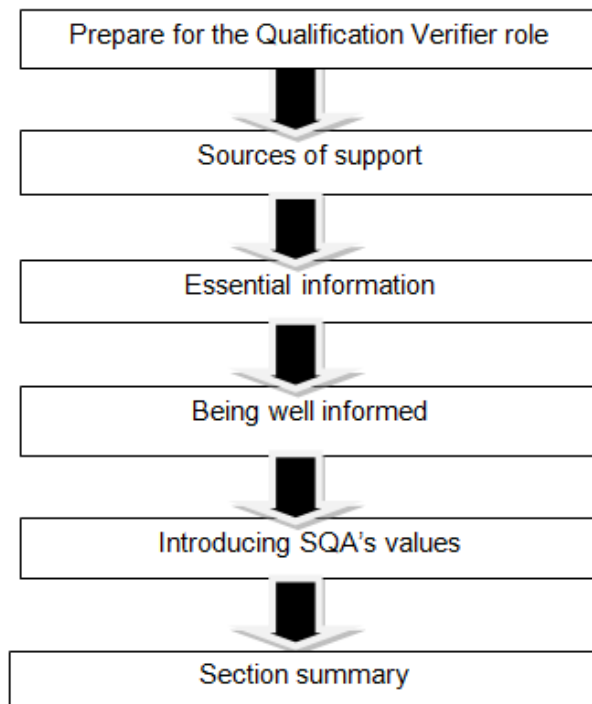 Prepare for the Qualification Verifier role
Sources of support
Essential information
Being well informed
Introducing SQA's values
Section summary